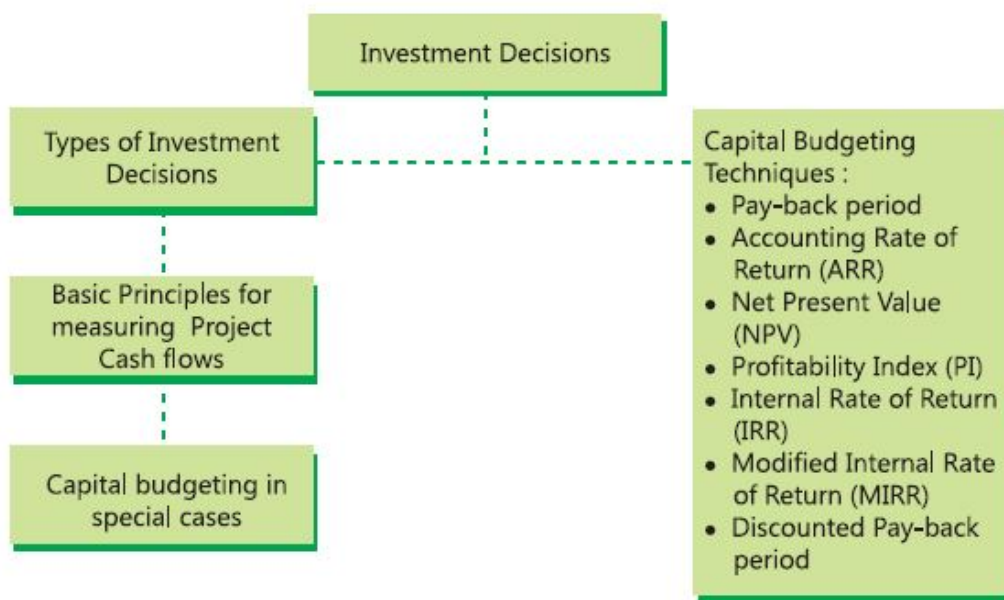 Investment Decisions
Types of Investment
Decisions
Basic Principles for
measuring Project
Cash flows
Capital budgeting in
special cases
Capital Budgeting
Techniques :
• Pay-back period
• Accounting Rate of
Return (ARR)
• Net Present Value
(NPV)
• Profitability Index (PI)
• Internal Rate of Return
(IRR)
• Modified Internal Rate
of Return (MIRR)
• Discounted Pay-back
period